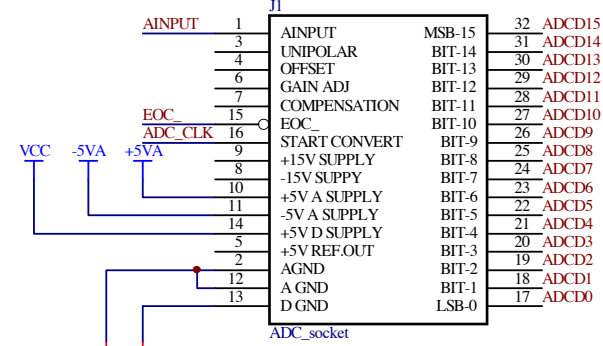 J1
AINPUT 1 AINPUT MSB-15 32 ADCD15
3 UNIPOLAR BIT-14 31 ADCD14
4 OFFSET BIT-13 30 ADCD13
6 GAIN ADJ BIT-12 29 ADCD12
7 COMPENSATION BIT-11 28 ADCD11
EOC_ 15 EOC_ BIT-10 27 ADCD10
ADC_CLK 16 START CONVERT BIT-9 26 ADCD9
VCC -5VA +5VA 9 +15V SUPPLY BIT-8 25 ADCD8
8 -15V SUPPY BIT-7 24 ADCD7
10 +5V A SUPPLY BIT-6 23 ADCD6
11 -5V A SUPPLY BIT-5 22 ADCD5
14 +5V D SUPPLY BIT-4 21 ADCD4
5 +5V REF.OUT BIT-3 20 ADCD3
2 AGND BIT-2 19 ADCD2
12 A GND BIT-1 18 ADCD1
13 D GND LSB-0 17 ADCD0
ADC_socket